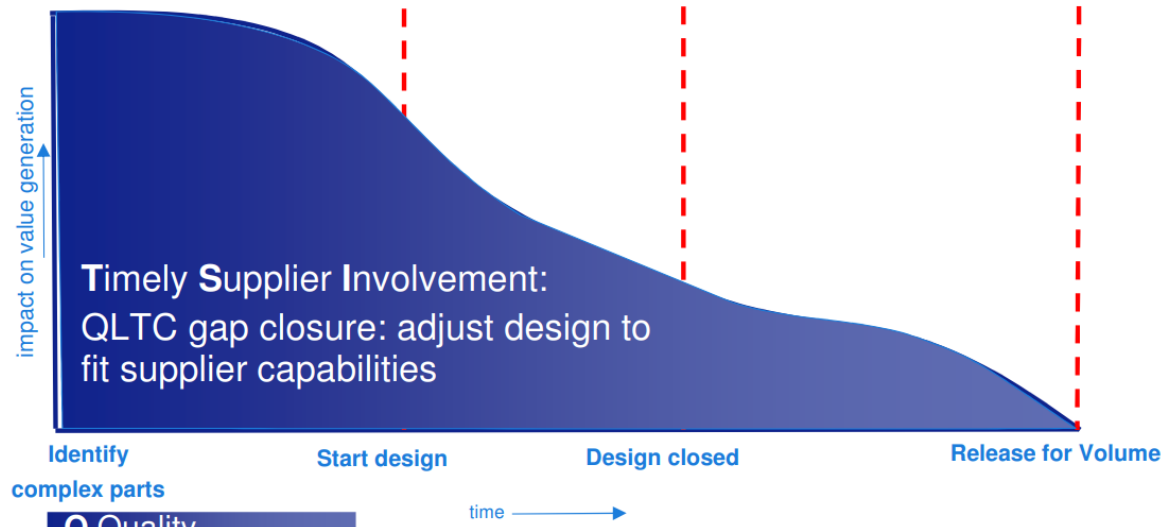 impact on value generation
Timely Supplier Involvement:
QLTC gap closure: adjust design to
fit supplier capabilities
Identify
complex parts
Start design
Design closed
Release for Volume
time
Q Quality